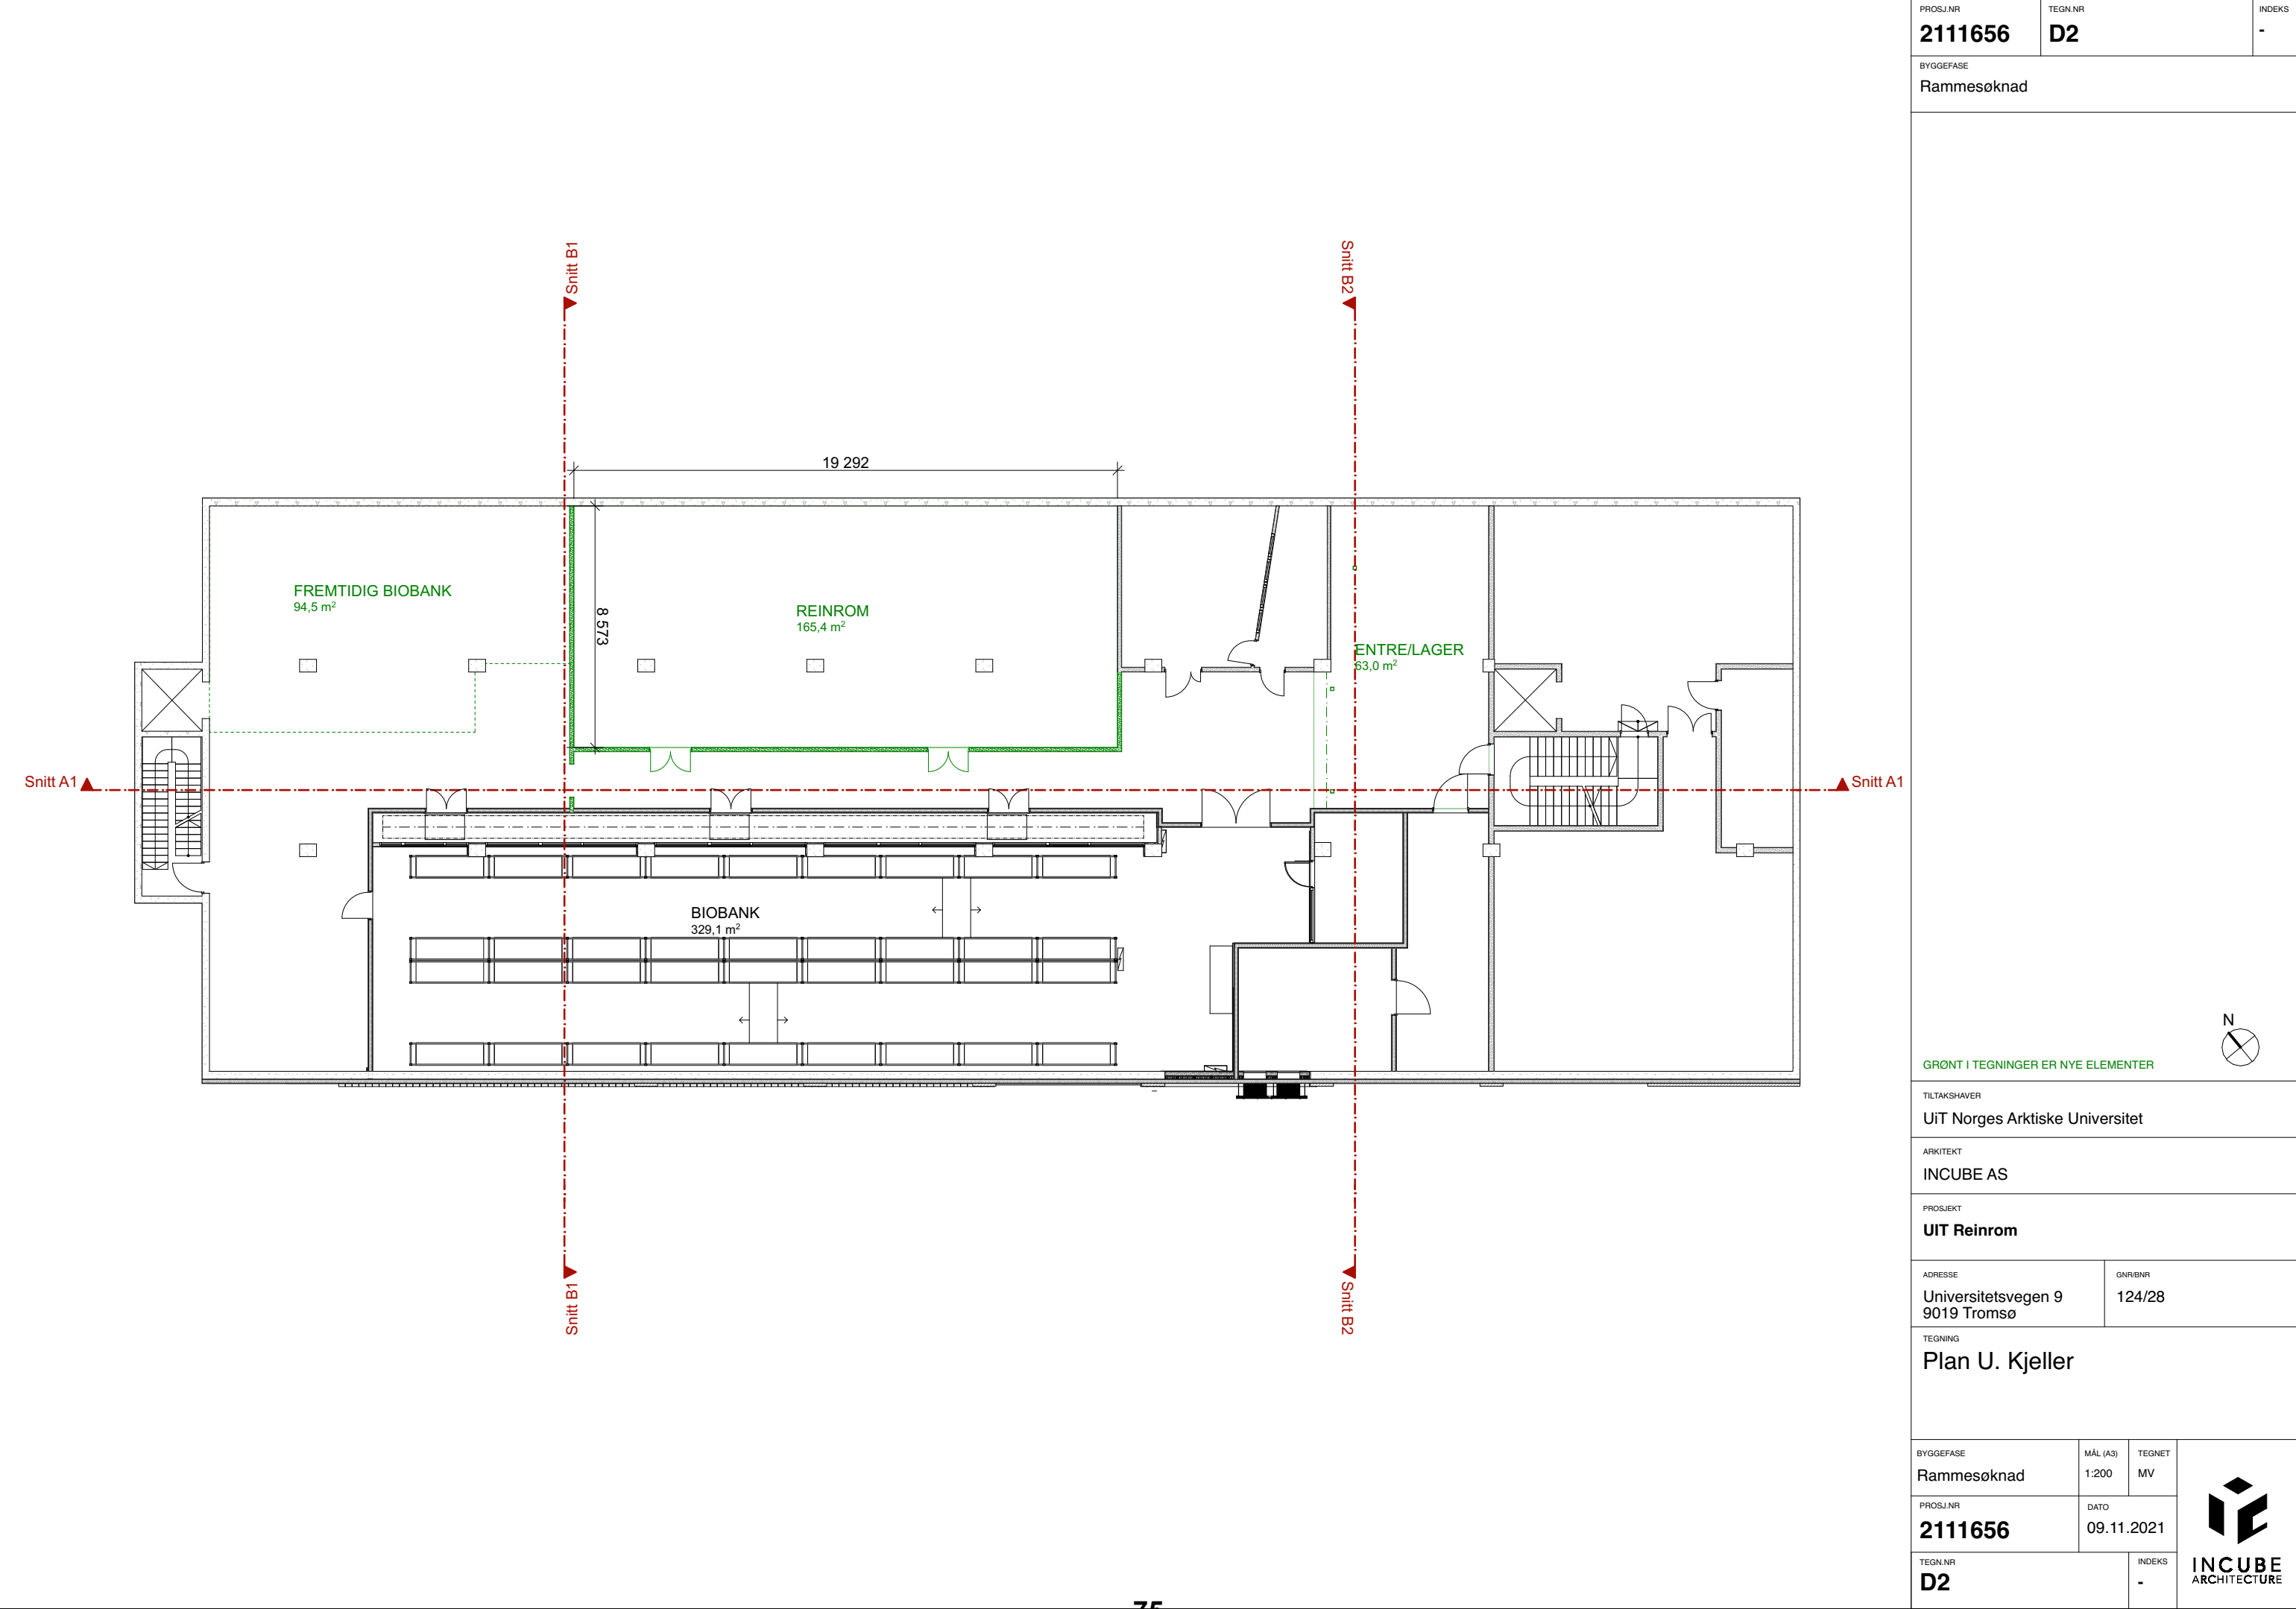 PROSJ.NR
2111656
TEGN.NR
D2
INDEKS
-
BYGGEFASE
Rammesøknad
Snitt B1
Snitt B2
19 292
8 573
FREMTIDIG BIOBANK
94,5 m²
REINROM
165,4 m²
ENTRE/LAGER
63,0 m²
Snitt A1
Snitt A1
BIOBANK
329,1 m²
Snitt B1
Snitt B2
N
GRØNT I TEGNINGER ER NYE ELEMENTER
TILTAKSHAVER
UiT Norges Arktiske Universitet
ARKITEKT
INCUBE AS
PROSJEKT
UIT Reinrom
ADRESSE
Universitetsvegen 9
9019 Tromsø
GNR/BNR
124/28
TEGNING
Plan U. Kjeller
BYGGEFASE
Rammesøknad
MÅL (A3)
1:200
TEGNET
MV
PROSJ.NR
2111656
DATO
09.11.2021
TEGN.NR
D2
INDEKS
-
INCUBE
ARCHITECTURE